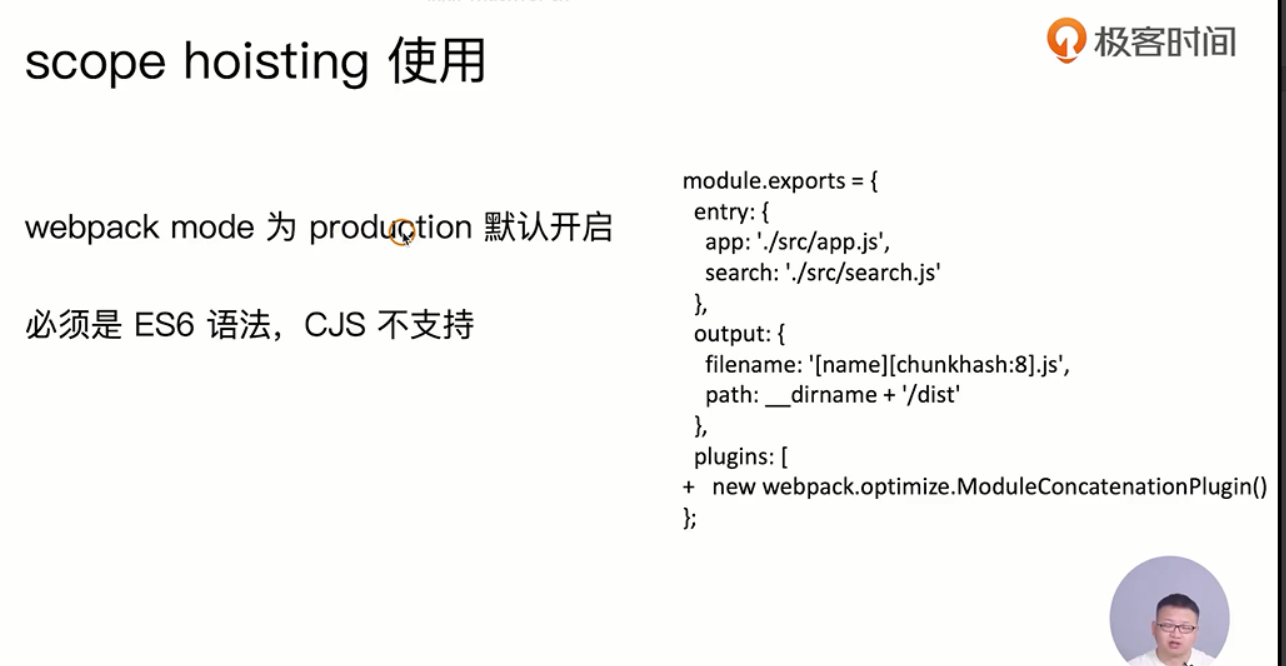 scope hoisting 使用
极客时间
webpack mode 为 production 默认开启
必须是 ES6 语法，CJS 不支持
module.exports = {
entry: {
app: './src/app.js',
search: './src/search.js'
},
output: {
filename: '[name][chunkhash:8].js',
path: __dirname + '/dist'
},
plugins: [
+ new webpack.optimize.ModuleConcatenationPlugin()
};